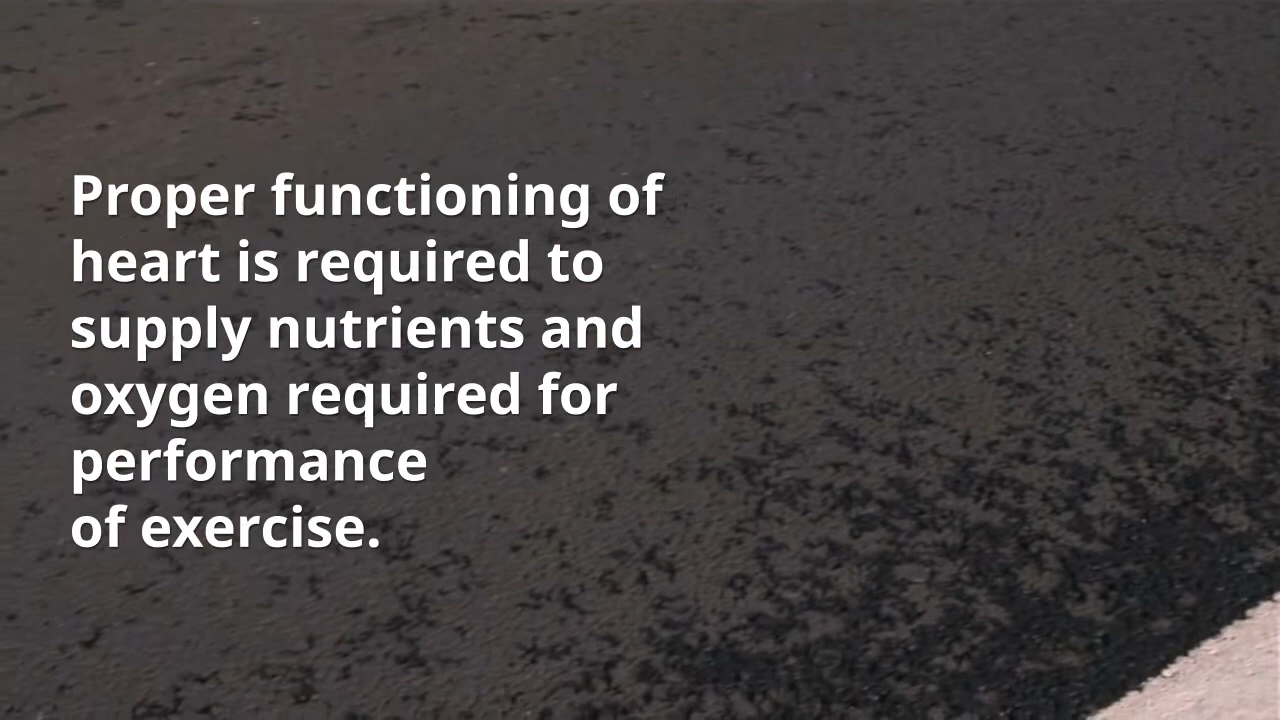 Proper functioning of
heart is required to
supply nutrients and
oxygen required for
performance
of exercise.